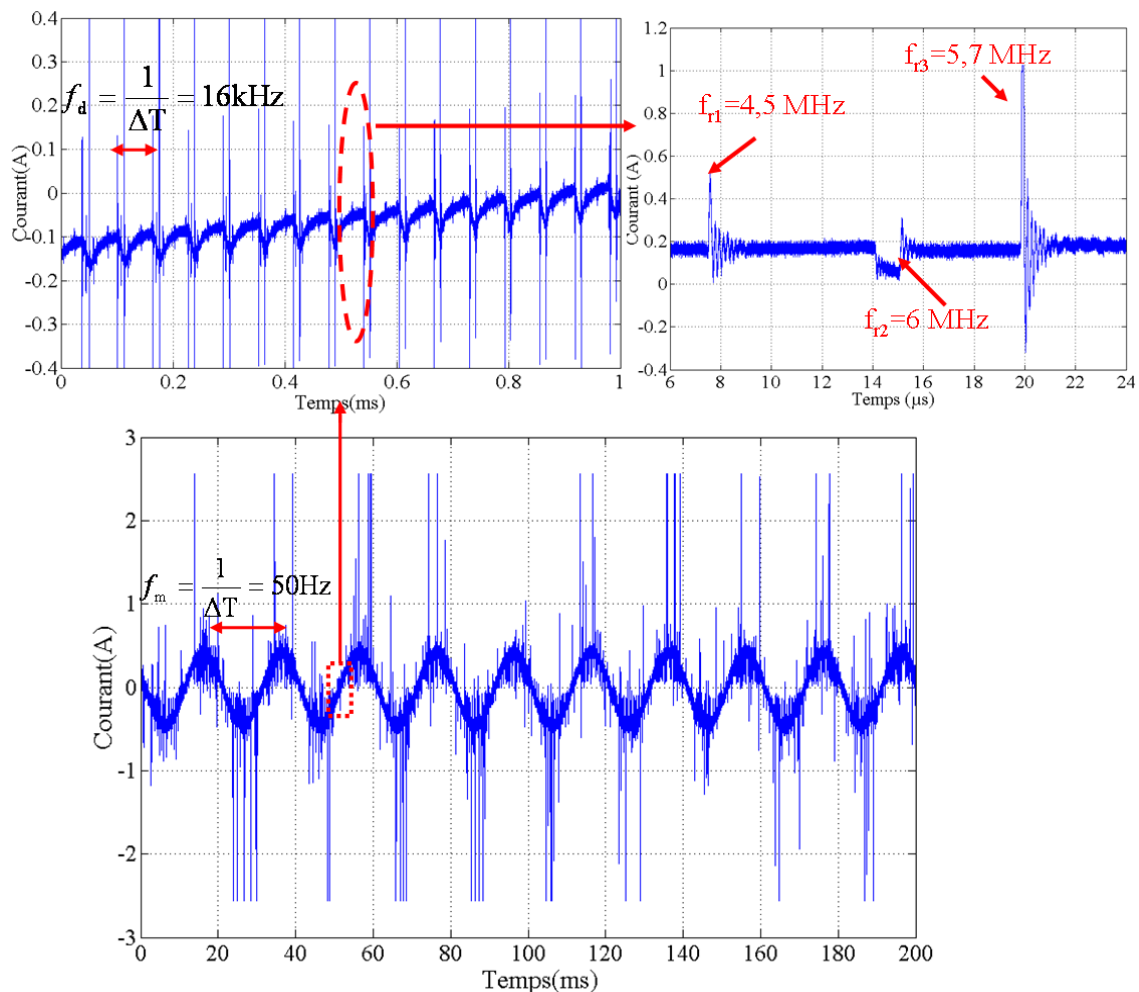 0.4
0.3
0.2
0.1
0
-0.1
-0.2
-0.3
-0.4
Courant(A)
f_d = 1/ΔT = 16kHz
0 0.2 0.4 0.6 0.8 1
Temps(ms)
1.2
1
0.8
0.6
0.4
0.2
0
-0.2
-0.4
Courant (A)
f_r1=4,5 MHz
f_r3=5,7 MHz
f_r2=6 MHz
6 8 10 12 14 16 18 20 22 24
Temps (µs)
3
2
1
0
-1
-2
-3
Courant(A)
f_m = 1/ΔT = 50Hz
0 20 40 60 80 100 120 140 160 180 200
Temps(ms)